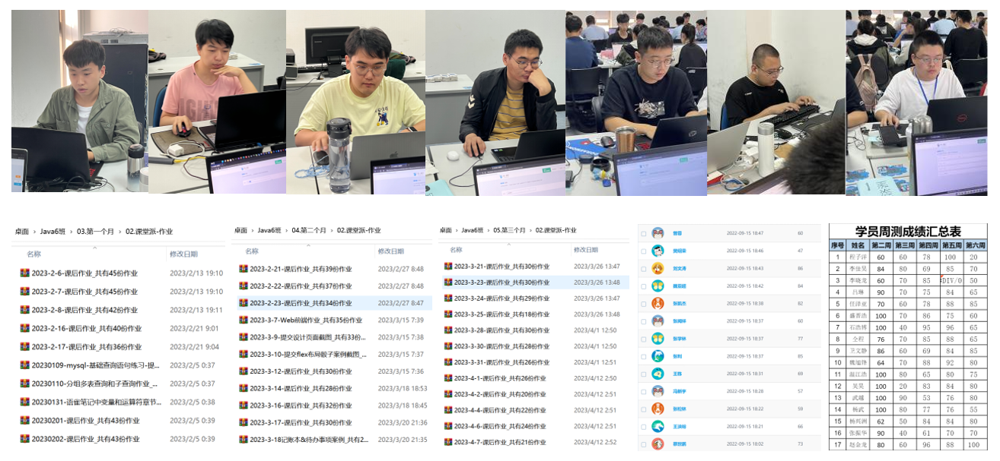 桌面 › Java6班 › 03.第一个月 › 02.课堂派-作业
名称 修改日期
2023-2-6-课后作业_共有45份作业 2023/2/13 19:10
2023-2-7-课后作业_共有45份作业 2023/2/13 19:10
2023-2-8-课后作业_共有42份作业 2023/2/13 19:11
2023-2-16-课后作业_共有40份作业 2023/2/21 9:01
2023-2-17-课后作业_共有36份作业 2023/2/21 9:04
20230109-mysql-基础查询语句练习-提... 2023/2/5 0:37
20230110-分组多表查询和子查询作业_... 2023/2/5 0:37
20230131-语雀笔记中变量和运算符章节... 2023/2/5 0:38
20230201-课后作业_共有43份作业 2023/2/5 0:39
20230202-课后作业_共有43份作业 2023/2/5 0:39
桌面 › Java6班 › 04.第二个月 › 02.课堂派-作业
名称 修改日期
2023-2-21-课后作业_共有39份作业 2023/2/27 8:48
2023-2-22-课后作业_共有37份作业 2023/2/27 8:48
2023-2-23-课后作业_共有34份作业 2023/2/27 8:47
2023-3-7-Web前端作业_共有35份作业 2023/3/15 7:39
2023-3-9-提交设计页面截图_共有33份... 2023/3/15 7:38
2023-3-10-提交flex布局骰子案例截图_... 2023/3/15 7:37
2023-3-12-课后作业_共有30份作业 2023/3/15 7:36
2023-3-14-课后作业_共有28份作业 2023/3/18 18:53
2023-3-16-课后作业_共有32份作业 2023/3/18 18:45
2023-3-17-课后作业_共有30份作业 2023/3/20 21:36
2023-3-18记账本&待办事项案例_共有2... 2023/3/20 21:35
桌面 › Java6班 › 05.第三个月 › 02.课堂派-作业
名称 修改日期
2023-3-21-课后作业_共有30份作业 2023/3/26 13:47
2023-3-23-课后作业_共有30份作业 2023/3/26 13:48
2023-3-24-课后作业_共有29份作业 2023/3/26 13:47
2023-3-25-课后作业_共有18份作业 2023/3/26 13:48
2023-3-28-课后作业_共有30份作业 2023/4/1 12:50
2023-3-30-课后作业_共有28份作业 2023/4/1 12:50
2023-3-31-课后作业_共有26份作业 2023/4/1 12:51
2023-4-1-课后作业_共有26份作业 2023/4/2 2:50
2023-4-2-课后作业_共有20份作业 2023/4/12 2:51
2023-4-4-课后作业_共有22份作业 2023/4/12 2:51
2023-4-6-课后作业_共有24份作业 2023/4/12 2:51
2023-4-7-课后作业_共有21份作业 2023/4/12 2:52
2022-09-15 18:47 60
2022-09-15 18:46 47
刘文涛 2022-09-15 18:43 86
魏亚超 2022-09-15 18:42 84
张凯杰 2022-09-15 18:38 82
2022-09-15 18:37 60
张学林 2022-09-15 18:37 77
张利 2022-09-15 18:37 85
王栋 2022-09-15 18:31 69
冯新宇 2022-09-15 18:28 57
张松林 2022-09-15 18:22 59
王洪裕 2022-09-15 18:21 66
蔡世鹏 2022-09-15 18:02 73
学员周测成绩汇总表
序号 姓名 第二周 第三周 第四周 第五周 第六周
1 程子洋 60 60 78 100 20
2 李佳昊 84 80 69 85 70
3 李晓龙 60 70 85 #DIV/0 50
4 吕琳 90 70 75 84 65
5 任泽亚 70 60 78 88 85
6 盛晋浩 100 70 86 75 60
7 石浩博 100 40 95 96 65
8 仝程 76 70 85 88 65
9 卫文静 86 60 69 84 85
10 魏旭锋 64 70 88 92 80
11 温江浩 100 80 65 80 75
12 吴昊 100 20 83 84 80
13 武越 100 90 53 76 80
14 杨武 100 80 77 76 55
15 杨兴洲 62 50 84 84 80
16 张振华 90 40 61 70 70
17 赵金龙 80 60 96 88 100